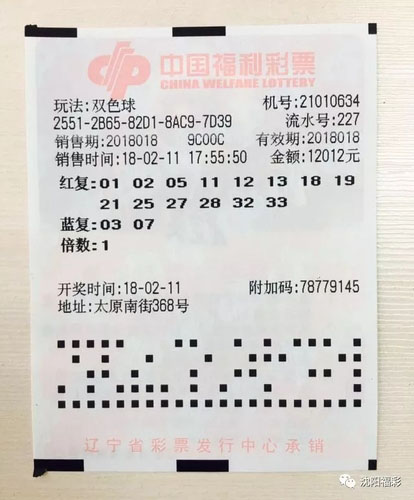 中国福利彩票
CHINA WELFARE LOTTERY
玩法:双色球 机号:21010634
2551-2B65-82D1-8AC9-7D39 流水号:227
销售期:2018018 9C00C 有效期:2018018
销售时间:18-02-11 17:55:50 金额:12012元
红复:01 02 05 11 12 13 18 19
21 25 27 28 32 33
蓝复:03 07
倍数:1
开奖时间:18-02-11 附加码:78779145
地址:太原南街368号
辽宁省彩票发行中心承销
沈阳福彩